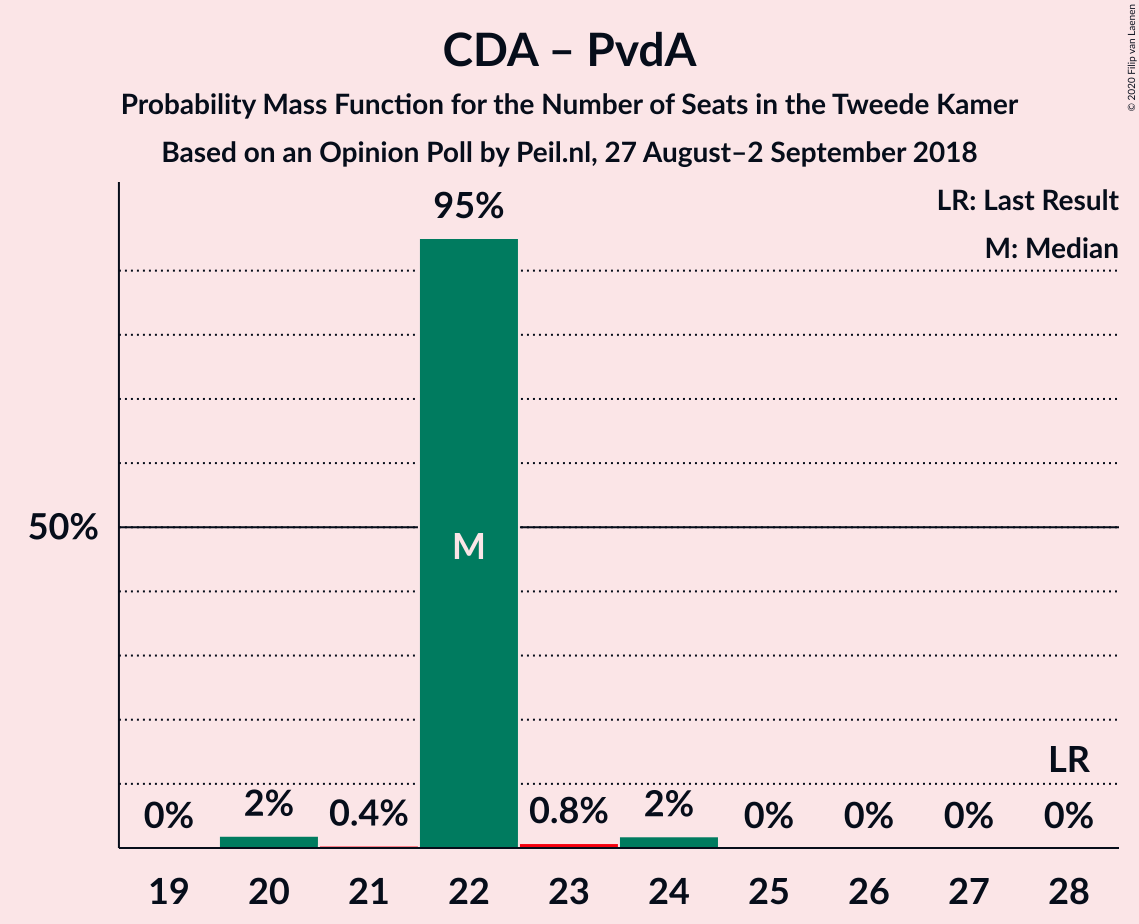 CDA – PvdA
Probability Mass Function for the Number of Seats in the Tweede Kamer
Based on an Opinion Poll by Peil.nl, 27 August–2 September 2018
© 2020 Filip van Laenen
LR: Last Result
M: Median
95%
50%
M
LR
0% 2% 0.4% 0.8% 2% 0% 0% 0% 0%
19 20 21 22 23 24 25 26 27 28